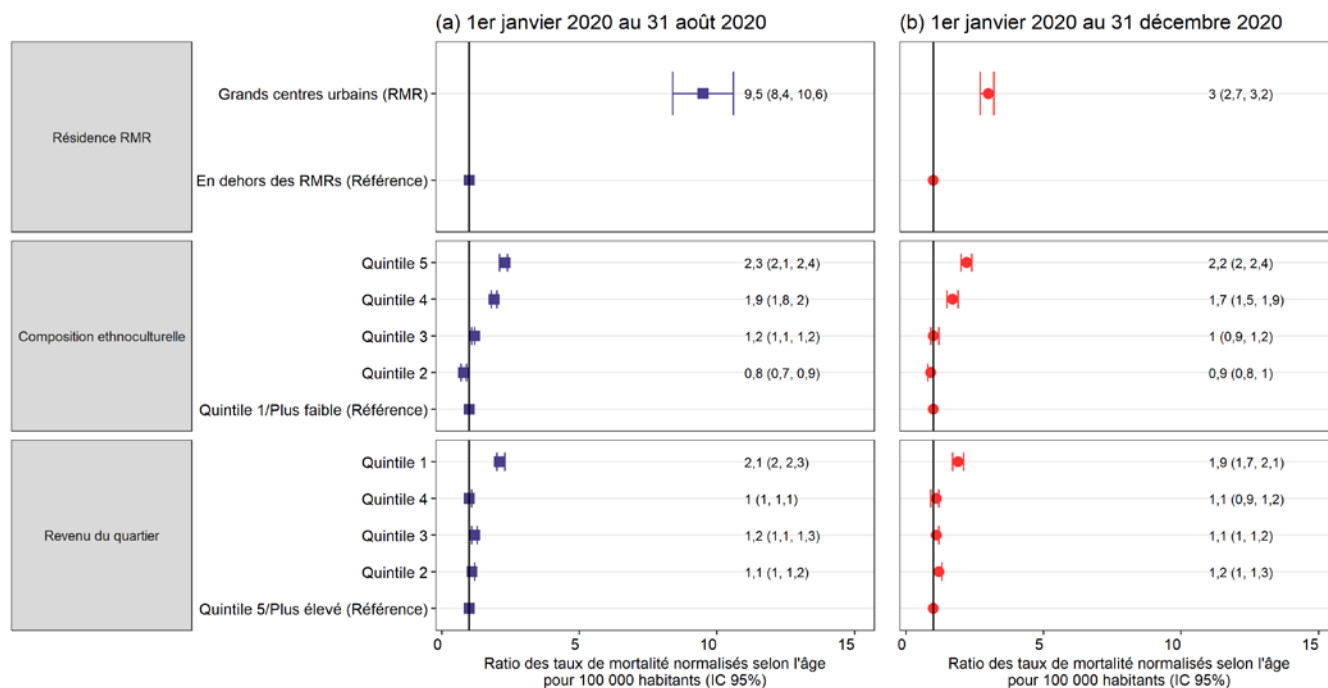 (a) 1er janvier 2020 au 31 août 2020
(b) 1er janvier 2020 au 31 décembre 2020
Résidence RMR
Grands centres urbains (RMR)
9,5 (8,4, 10,6)
3 (2,7, 3,2)
En dehors des RMRs (Référence)
Composition ethnoculturelle
Quintile 5
2,3 (2,1, 2,4)
2,2 (2, 2,4)
Quintile 4
1,9 (1,8, 2)
1,7 (1,5, 1,9)
Quintile 3
1,2 (1,1, 1,2)
1 (0,9, 1,2)
Quintile 2
0,8 (0,7, 0,9)
0,9 (0,8, 1)
Quintile 1/Plus faible (Référence)
Revenu du quartier
Quintile 1
2,1 (2, 2,3)
1,9 (1,7, 2,1)
Quintile 4
1 (1, 1,1)
1,1 (0,9, 1,2)
Quintile 3
1,2 (1,1, 1,3)
1,1 (1, 1,2)
Quintile 2
1,1 (1, 1,2)
1,2 (1, 1,3)
Quintile 5/Plus élevé (Référence)
0 5 10 15
0 5 10 15
Ratio des taux de mortalité normalisés selon l'âge
pour 100 000 habitants (IC 95%)
Ratio des taux de mortalité normalisés selon l'âge
pour 100 000 habitants (IC 95%)